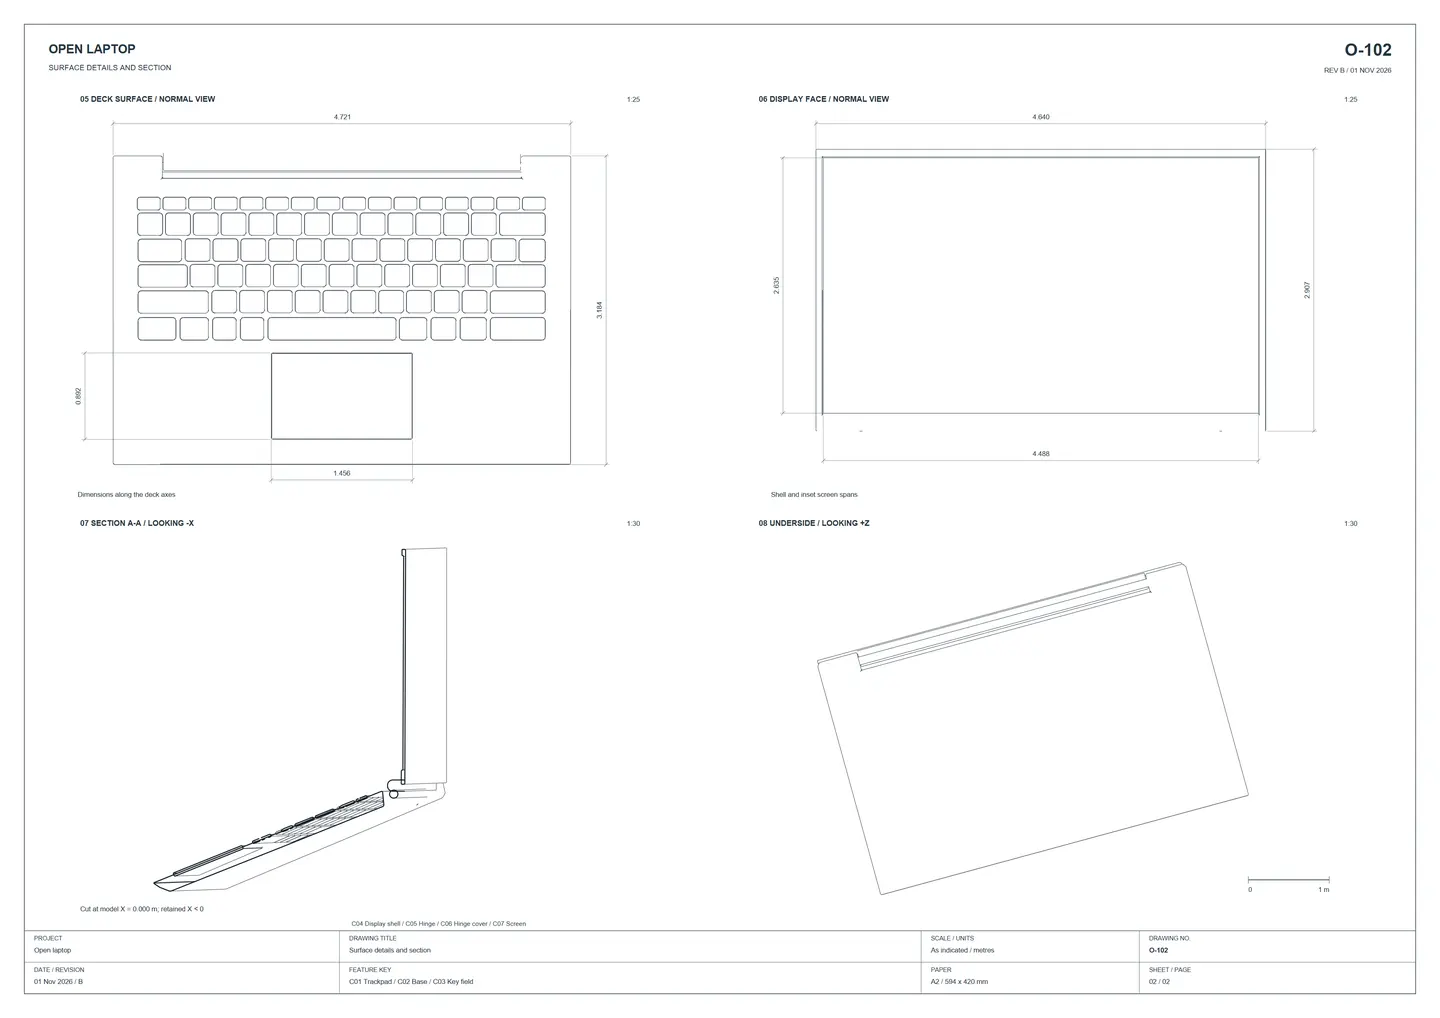 OPEN LAPTOP
SURFACE DETAILS AND SECTION
O-102
REV B / 01 NOV 2026
05 DECK SURFACE / NORMAL VIEW
1:25
4.721
3.184
0.892
1.456
Dimensions along the deck axes
06 DISPLAY FACE / NORMAL VIEW
1:25
4.640
2.635
2.907
4.488
Shell and inset screen spans
07 SECTION A-A / LOOKING -X
1:30
Cut at model X = 0.000 m; retained X < 0
08 UNDERSIDE / LOOKING +Z
1:30
0 1 m
C04 Display shell / C05 Hinge / C06 Hinge cover / C07 Screen
PROJECT
Open laptop
DRAWING TITLE
Surface details and section
SCALE / UNITS
As indicated / metres
DRAWING NO.
O-102
DATE / REVISION
01 Nov 2026 / B
FEATURE KEY
C01 Trackpad / C02 Base / C03 Key field
PAPER
A2 / 594 x 420 mm
SHEET / PAGE
02 / 02